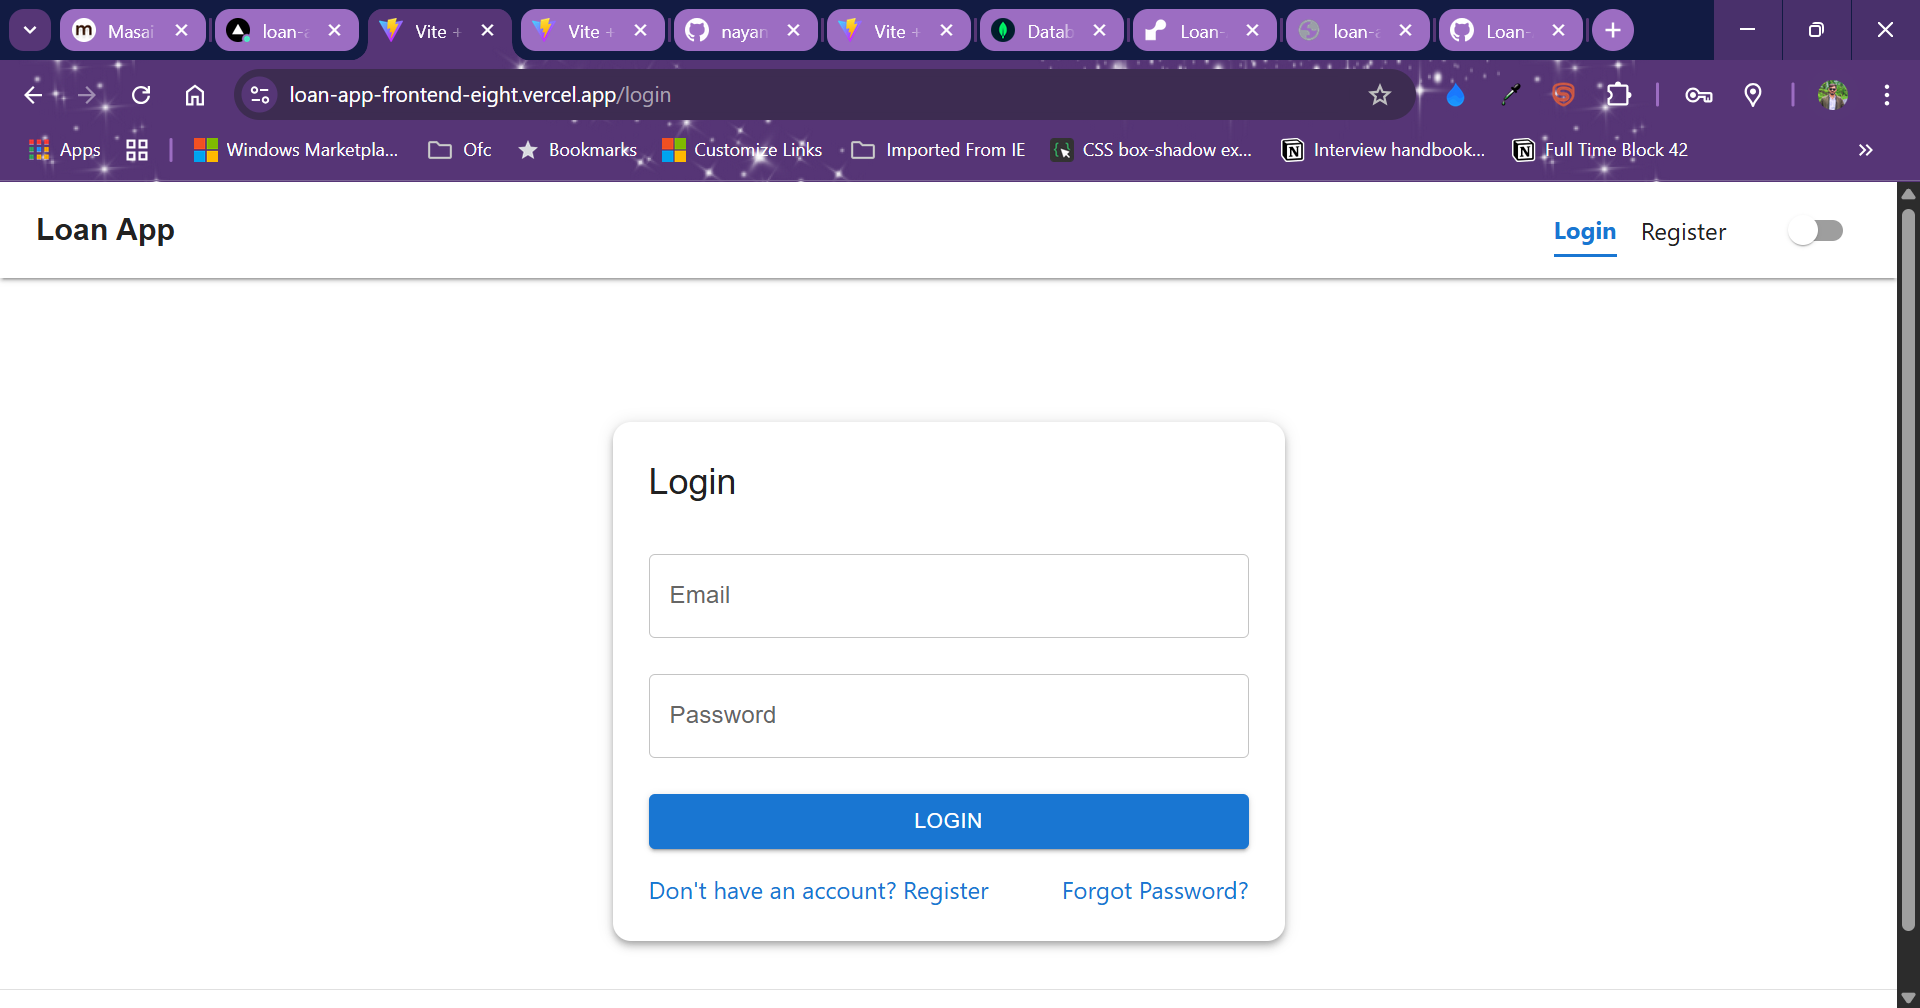 Masai
loan-a
Vite +
Vite +
nayan
Vite +
Datab
Loan-
loan-a
Loan-
loan-app-frontend-eight.vercel.app/login
Apps
Windows Marketpla...
Ofc
Bookmarks
Customize Links
Imported From IE
CSS box-shadow ex...
Interview handbook...
Full Time Block 42
Loan App
Login
Register
Login
Email
Password
LOGIN
Don't have an account? Register
Forgot Password?